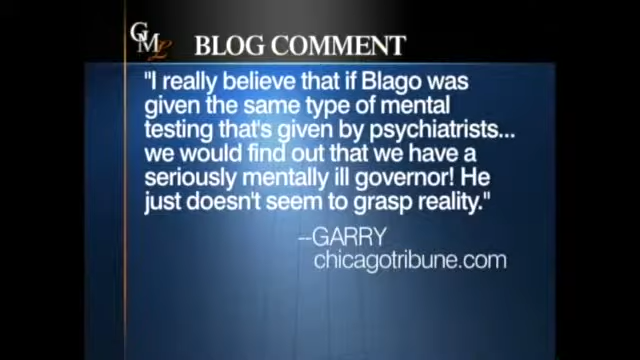 GML BLOG COMMENT
"I really believe that if Blago was
given the same type of mental
testing that's given by psychiatrists...
we would find out that we have a
seriously mentally ill governor! He
just doesn't seem to grasp reality."
--GARRY
chicagotribune.com